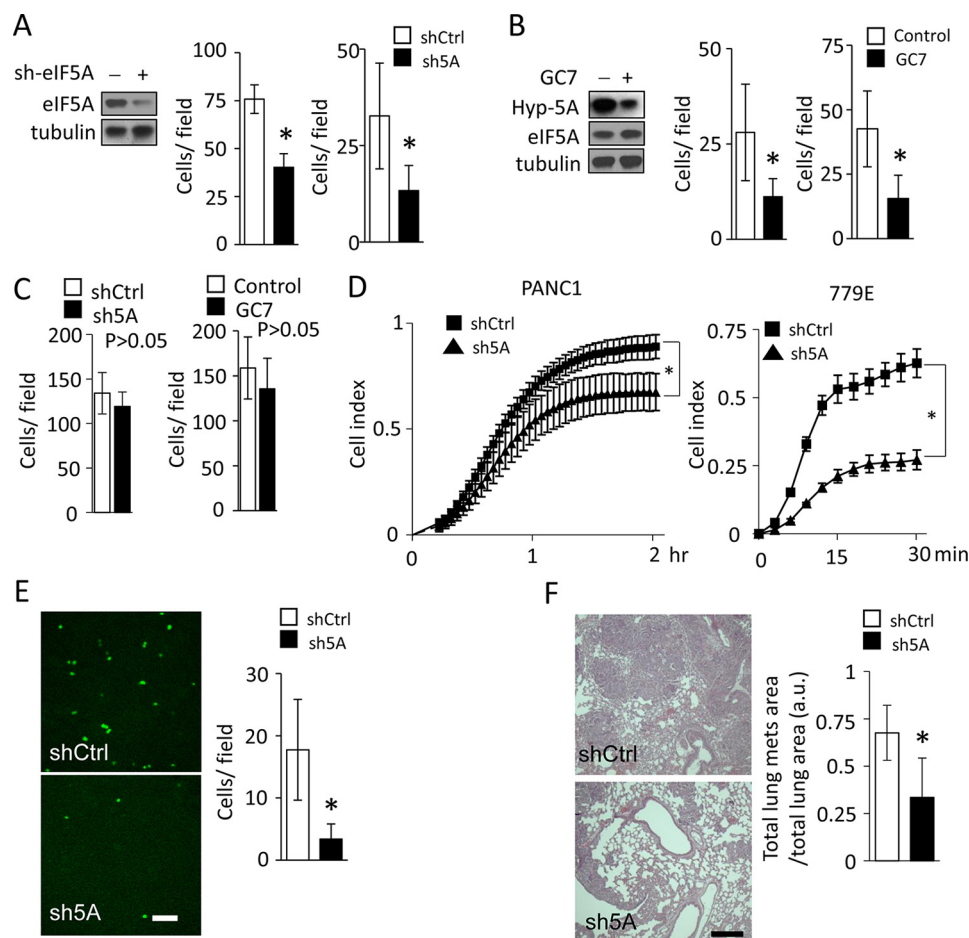 A
sh-eIF5A − +
eIF5A
tubulin
Cells/ field
100
75
50
25
0
*
Cells/ field
50
25
0
*
shCtrl
sh5A
B
GC7 − +
Hyp-5A
eIF5A
tubulin
Cells/ field
50
25
0
*
Cells/ field
75
50
25
0
*
Control
GC7
C
shCtrl
sh5A
P>0.05
Cells/ field
200
150
100
150
0
Control
GC7
P>0.05
Cells/ field
200
150
100
150
0
D
PANC1
shCtrl
sh5A
Cell index
1
0.5
0
0 1 2 hr
*
779E
shCtrl
sh5A
Cell index
0.75
0.5
0.25
0
0 15 30 min
*
E
shCtrl
sh5A
shCtrl
sh5A
Cells/ field
30
20
10
0
*
F
shCtrl
sh5A
shCtrl
sh5A
Total lung mets area
/total lung area (a.u.)
1
0.75
0.5
0.25
0
*